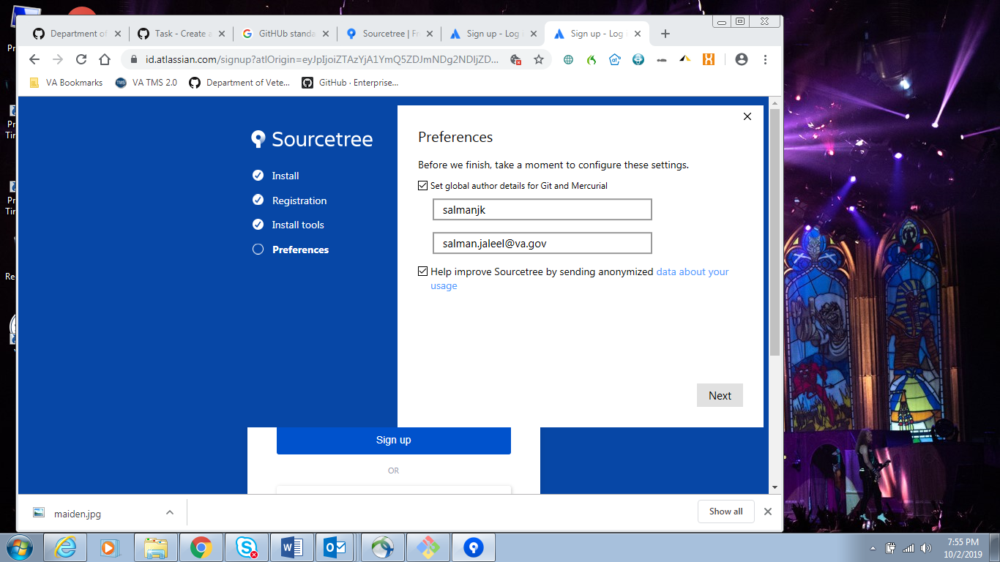 Department of
Task - Create a
GitHUb standa
Sourcetree | Fr
Sign up - Log
Sign up - Log
id.atlassian.com/signup?atlOrigin=eyJpIjoiZTAzYjA1YmQ5ZDJmNDg2NDljZD...
VA Bookmarks
VA TMS 2.0
Department of Vete...
GitHub · Enterprise...
Sourcetree
Install
Registration
Install tools
Preferences
Preferences
Before we finish, take a moment to configure these settings.
Set global author details for Git and Mercurial
salmanjk
salman.jaleel@va.gov
Help improve Sourcetree by sending anonymized data about your
usage
Next
Sign up
OR
maiden.jpg
Show all
Pr
Pr
Tir
Pr
Tir
Re
7:55 PM
10/2/2019